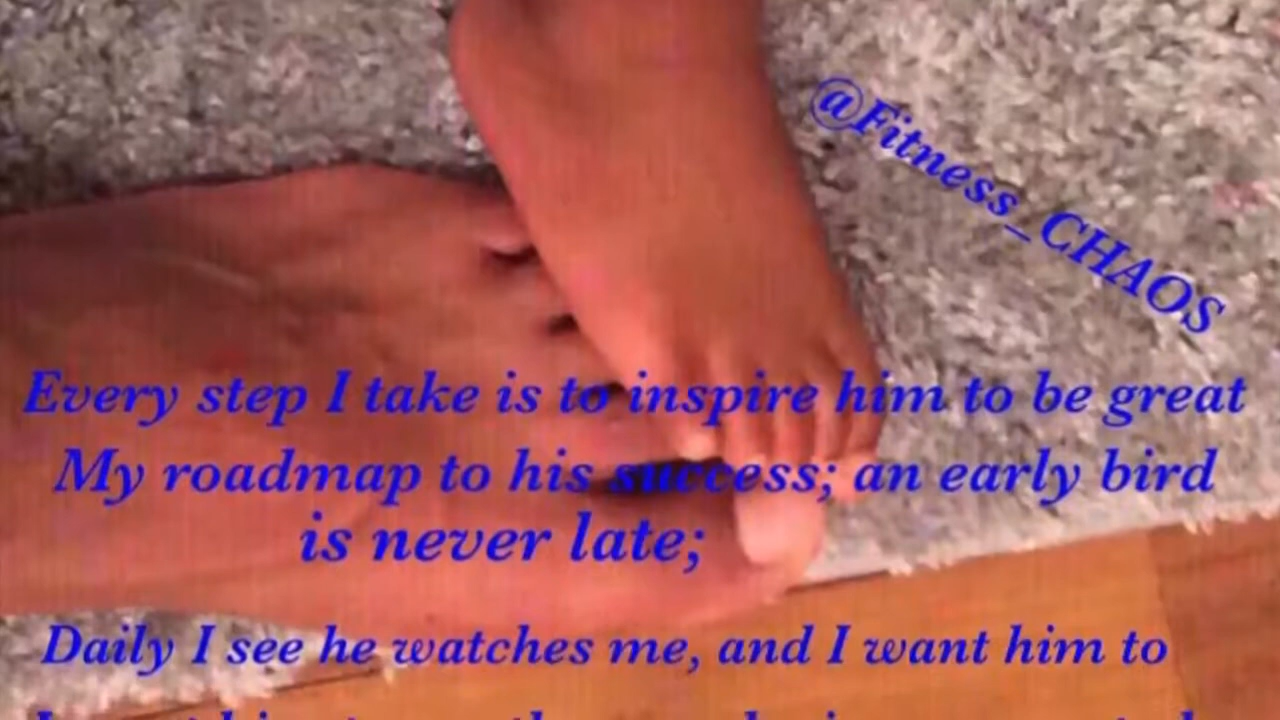 @Fitness_CHAOS
Every step I take is to inspire him to be great
My roadmap to his success; an early bird
is never late;
Daily I see he watches me, and I want him to